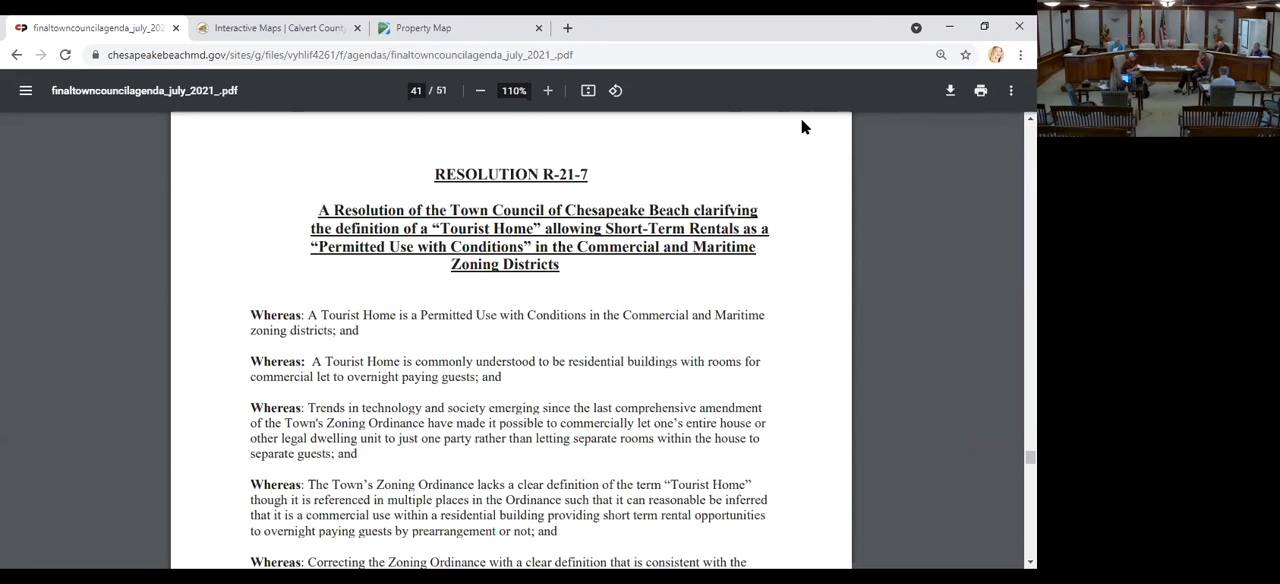 finaltowncouncilagenda_july_202
Interactive Maps | Calvert County
Property Map
chesapeakebeachmd.gov/sites/g/files/vyhlif4261/f/agendas/finaltowncouncilagenda_july_2021_.pdf
finaltowncouncilagenda_july_2021_.pdf
41 / 51
110%
RESOLUTION R-21-7
A Resolution of the Town Council of Chesapeake Beach clarifying
the definition of a “Tourist Home” allowing Short-Term Rentals as a
“Permitted Use with Conditions” in the Commercial and Maritime
Zoning Districts
Whereas: A Tourist Home is a Permitted Use with Conditions in the Commercial and Maritime
zoning districts; and
Whereas: A Tourist Home is commonly understood to be residential buildings with rooms for
commercial let to overnight paying guests; and
Whereas: Trends in technology and society emerging since the last comprehensive amendment
of the Town's Zoning Ordinance have made it possible to commercially let one’s entire house or
other legal dwelling unit to just one party rather than letting separate rooms within the house to
separate guests; and
Whereas: The Town’s Zoning Ordinance lacks a clear definition of the term “Tourist Home”
though it is referenced in multiple places in the Ordinance such that it can reasonable be inferred
that it is a commercial use within a residential building providing short term rental opportunities
to overnight paying guests by prearrangement or not; and
Whereas: Correcting the Zoning Ordinance with a clear definition that is consistent with the